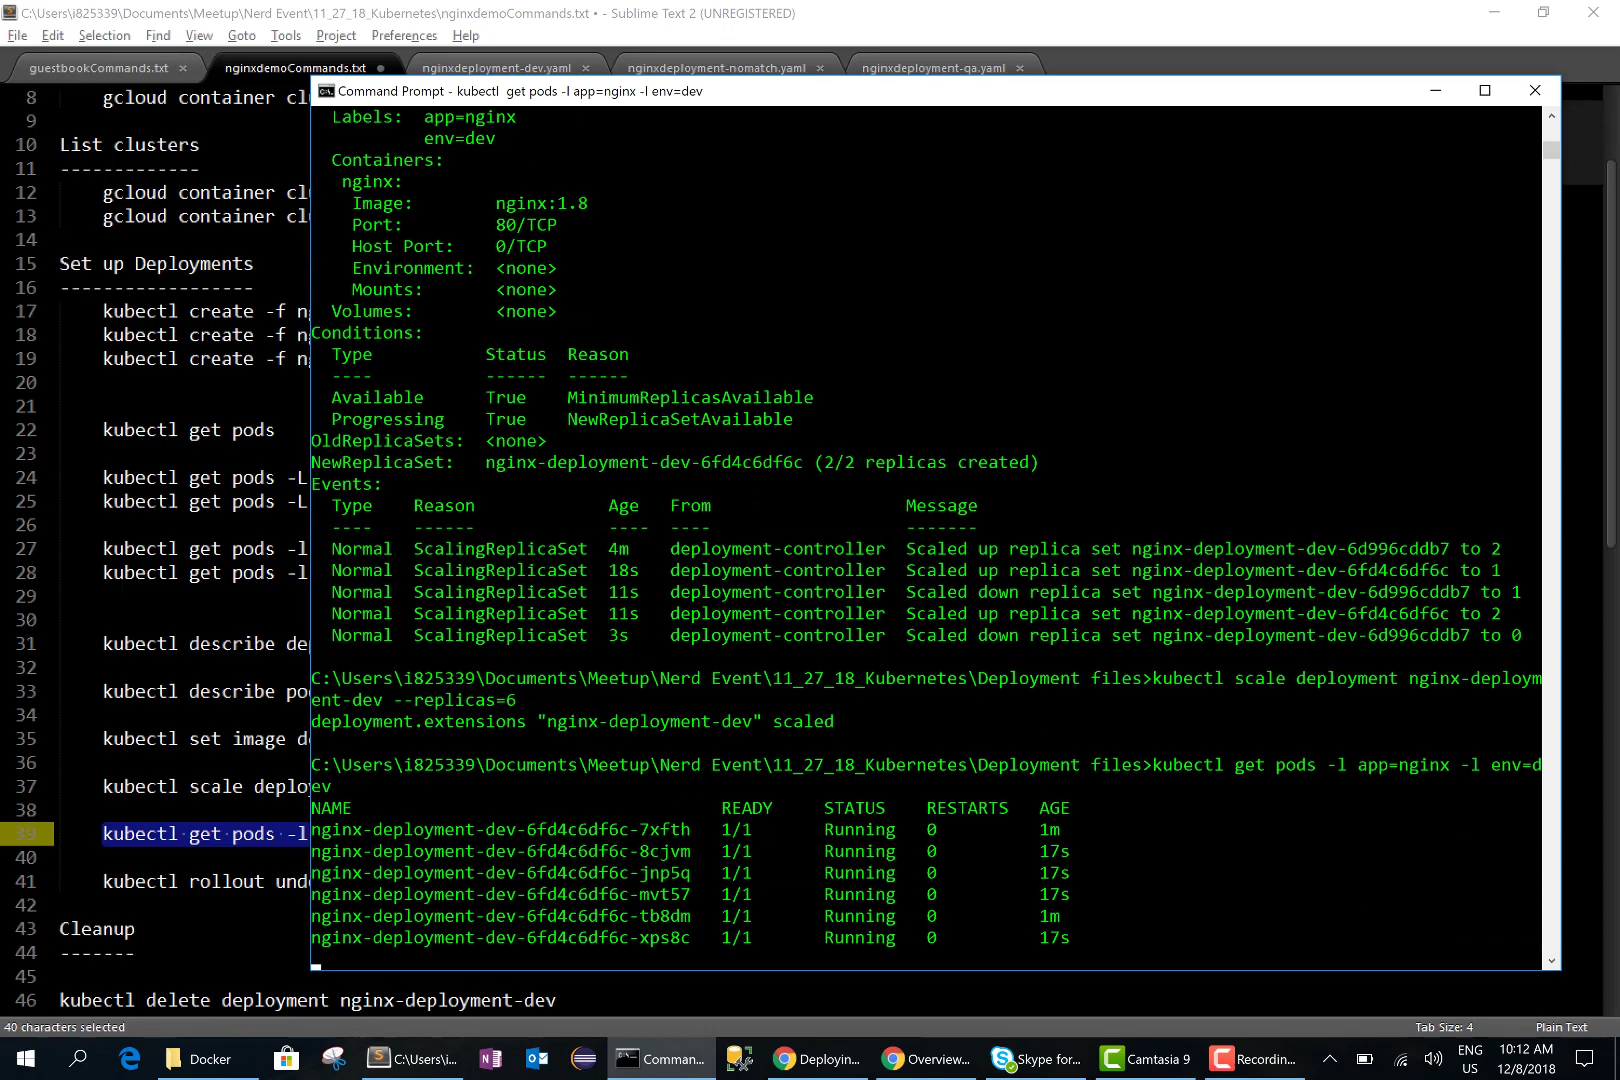 C:\Users\i825339\Documents\Meetup\Nerd Event\11_27_18_Kubernetes\nginxdemoCommands.txt • - Sublime Text 2 (UNREGISTERED)
File Edit Selection Find View Goto Tools Project Preferences Help
guestbookCommands.txt × nginxdemoCommands.txt • nginxdeployment-dev.yaml × nginxdeployment-nomatch.yaml × nginxdeployment-qa.yaml ×
8 gcloud container cl
9
10 List clusters
11 -------------
12 gcloud container cl
13 gcloud container cl
14
15 Set up Deployments
16 ------------------
17 kubectl create -f n
18 kubectl create -f n
19 kubectl create -f n
20
21
22 kubectl get pods
23
24 kubectl get pods -L
25 kubectl get pods -L
26
27 kubectl get pods -l
28 kubectl get pods -l
29
30
31 kubectl describe de
32
33 kubectl describe po
34
35 kubectl set image d
36
37 kubectl scale deplo
38
39 kubectl get pods -l
40
41 kubectl rollout und
42
43 Cleanup
44 -------
45
46 kubectl delete deployment nginx-deployment-dev
Command Prompt - kubectl get pods -l app=nginx -l env=dev
Labels: app=nginx
env=dev
Containers:
nginx:
Image: nginx:1.8
Port: 80/TCP
Host Port: 0/TCP
Environment: <none>
Mounts: <none>
Volumes: <none>
Conditions:
Type Status Reason
---- ------ ------
Available True MinimumReplicasAvailable
Progressing True NewReplicaSetAvailable
OldReplicaSets: <none>
NewReplicaSet: nginx-deployment-dev-6fd4c6df6c (2/2 replicas created)
Events:
Type Reason Age From Message
---- ------ ---- ---- -------
Normal ScalingReplicaSet 4m deployment-controller Scaled up replica set nginx-deployment-dev-6d996cddb7 to 2
Normal ScalingReplicaSet 18s deployment-controller Scaled up replica set nginx-deployment-dev-6fd4c6df6c to 1
Normal ScalingReplicaSet 11s deployment-controller Scaled down replica set nginx-deployment-dev-6d996cddb7 to 1
Normal ScalingReplicaSet 11s deployment-controller Scaled up replica set nginx-deployment-dev-6fd4c6df6c to 2
Normal ScalingReplicaSet 3s deployment-controller Scaled down replica set nginx-deployment-dev-6d996cddb7 to 0
C:\Users\i825339\Documents\Meetup\Nerd Event\11_27_18_Kubernetes\Deployment files>kubectl scale deployment nginx-deploym
ent-dev --replicas=6
deployment.extensions "nginx-deployment-dev" scaled
C:\Users\i825339\Documents\Meetup\Nerd Event\11_27_18_Kubernetes\Deployment files>kubectl get pods -l app=nginx -l env=d
ev
NAME READY STATUS RESTARTS AGE
nginx-deployment-dev-6fd4c6df6c-7xfth 1/1 Running 0 1m
nginx-deployment-dev-6fd4c6df6c-8cjvm 1/1 Running 0 17s
nginx-deployment-dev-6fd4c6df6c-jnp5q 1/1 Running 0 17s
nginx-deployment-dev-6fd4c6df6c-mvt57 1/1 Running 0 17s
nginx-deployment-dev-6fd4c6df6c-tb8dm 1/1 Running 0 1m
nginx-deployment-dev-6fd4c6df6c-xps8c 1/1 Running 0 17s
40 characters selected Tab Size: 4 Plain Text
Docker C:\Users\i... Comman... Deployin... Overview... Skype for... Camtasia 9 Recordin... ENG 10:12 AM
US 12/8/2018